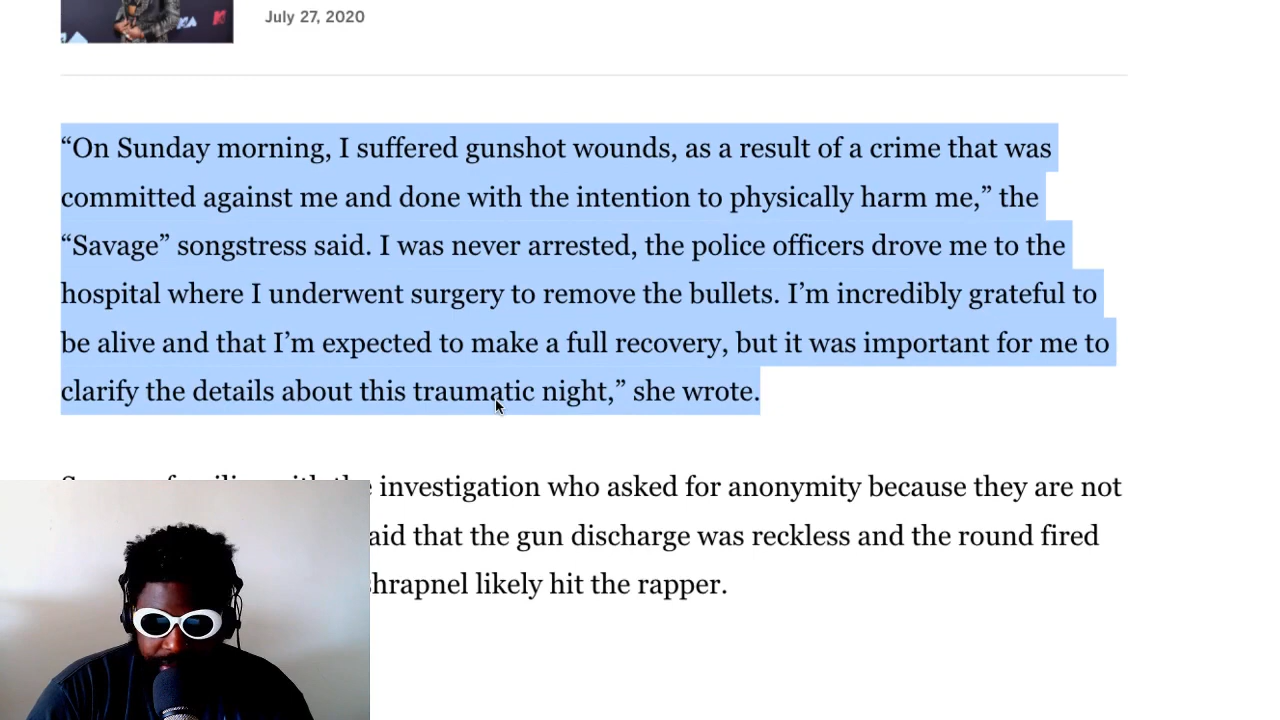 July 27, 2020
“On Sunday morning, I suffered gunshot wounds, as a result of a crime that was
committed against me and done with the intention to physically harm me,” the
“Savage” songstress said. I was never arrested, the police officers drove me to the
hospital where I underwent surgery to remove the bullets. I’m incredibly grateful to
be alive and that I’m expected to make a full recovery, but it was important for me to
clarify the details about this traumatic night,” she wrote.
investigation who asked for anonymity because they are not
said that the gun discharge was reckless and the round fired
shrapnel likely hit the rapper.